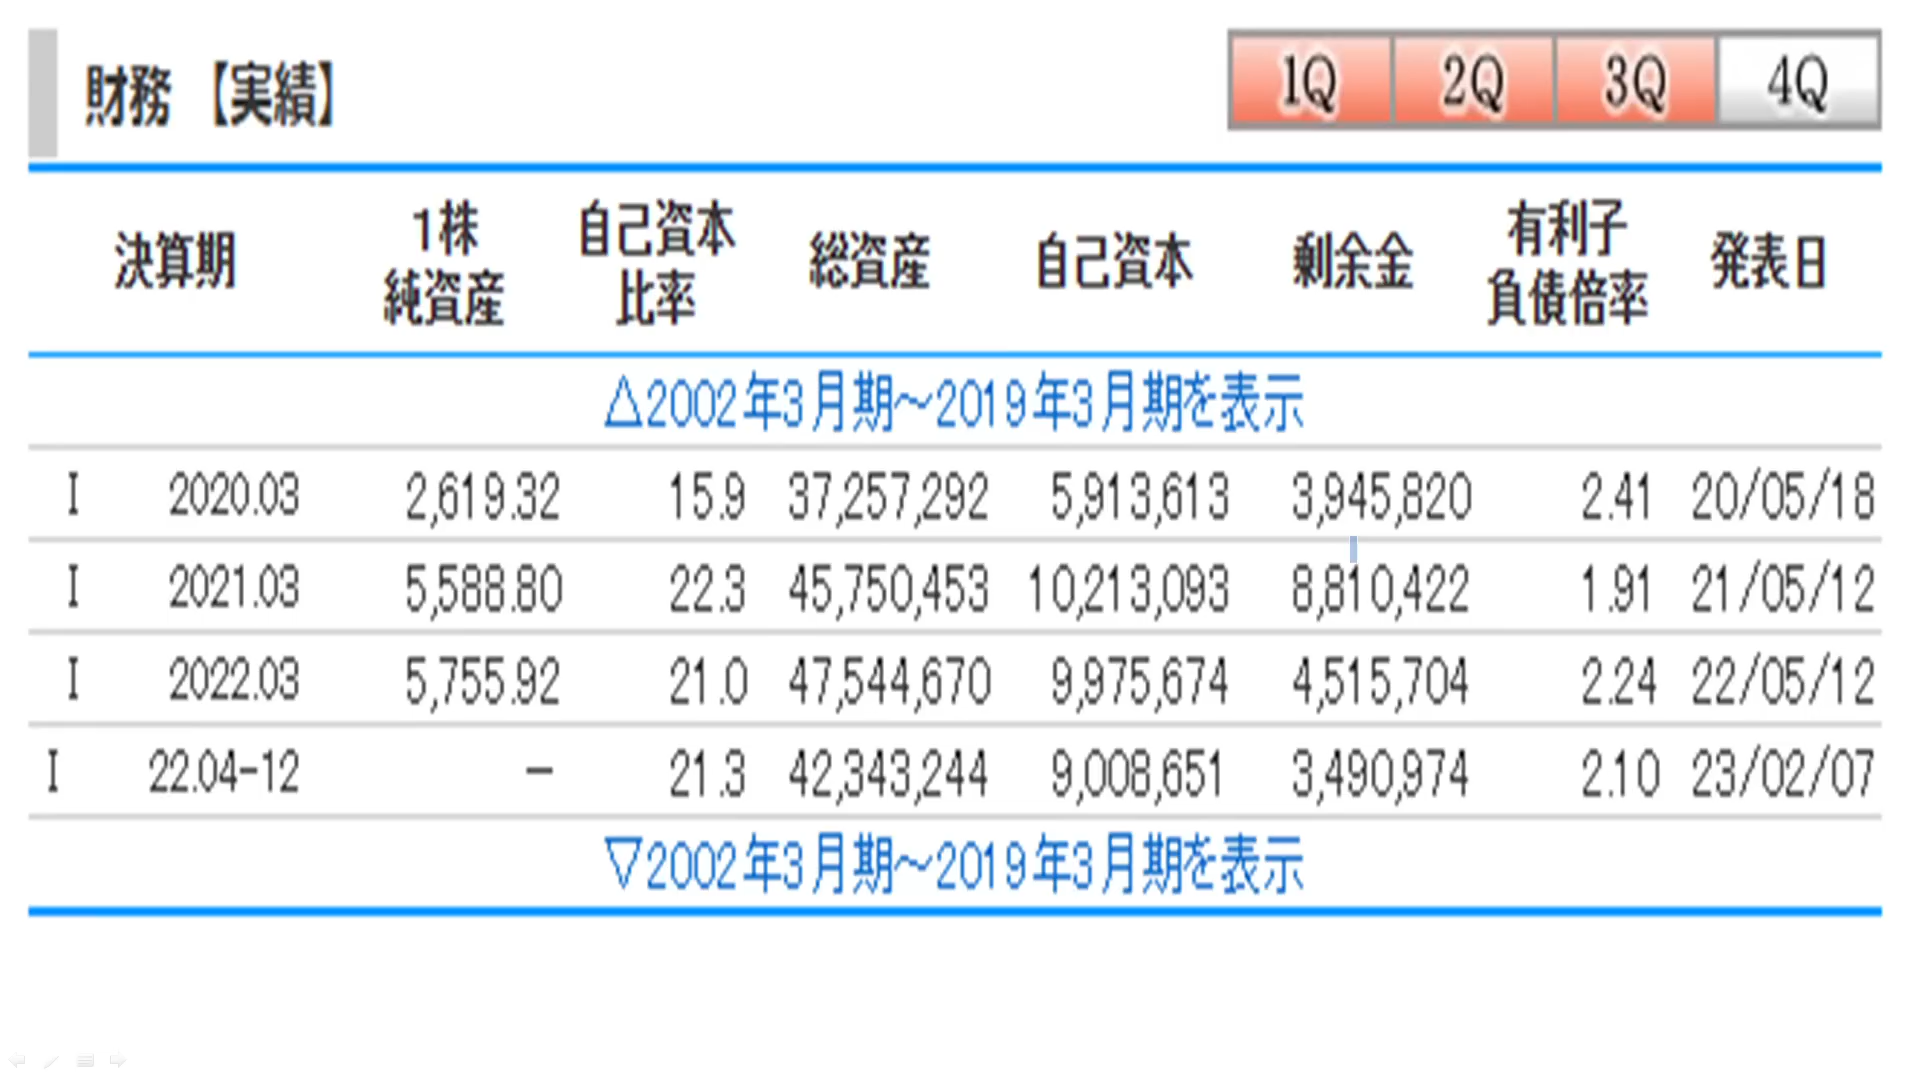 財務【実績】
1Q 2Q 3Q 4Q
決算期 1株純資産 自己資本比率 総資産 自己資本 剰余金 有利子負債倍率 発表日
△2002年3月期～2019年3月期を表示
I 2020.03 2,619.32 15.9 37,257,292 5,913,613 3,945,820 2.41 20/05/18
I 2021.03 5,588.80 22.3 45,750,453 10,213,093 8,810,422 1.91 21/05/12
I 2022.03 5,755.92 21.0 47,544,670 9,975,674 4,515,704 2.24 22/05/12
I 22.04-12 － 21.3 42,343,244 9,008,651 3,490,974 2.10 23/02/07
▽2002年3月期～2019年3月期を表示